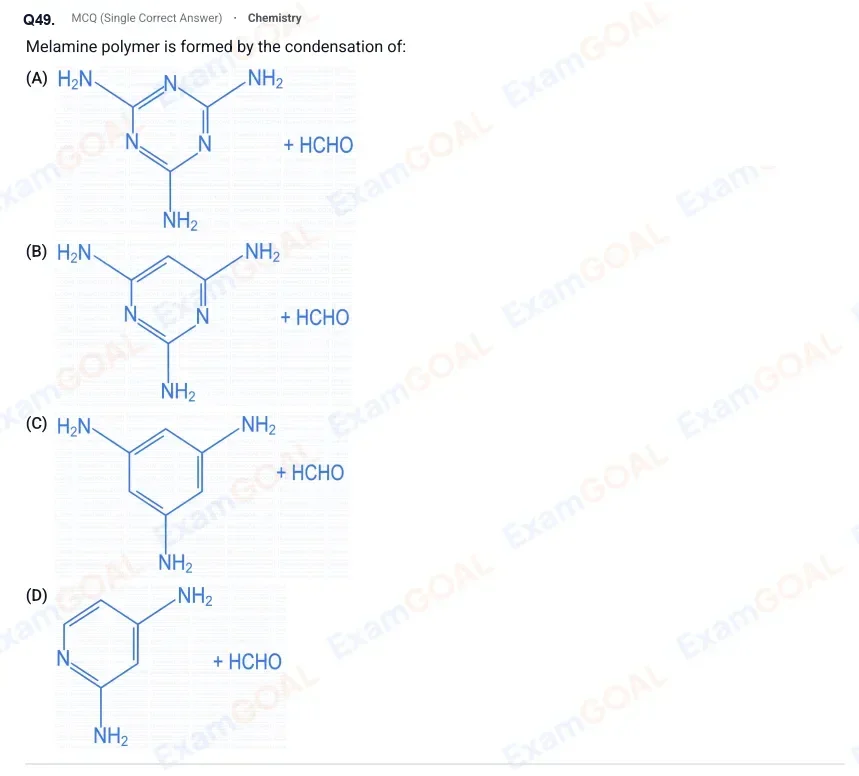 Q49. MCQ (Single Correct Answer) · Chemistry
Melamine polymer is formed by the condensation of:
(A) H₂N N NH₂
N N + HCHO
NH₂
(B) H₂N NH₂
N N + HCHO
NH₂
(C) H₂N NH₂
+ HCHO
NH₂
(D) NH₂
N + HCHO
NH₂
ExamGOAL